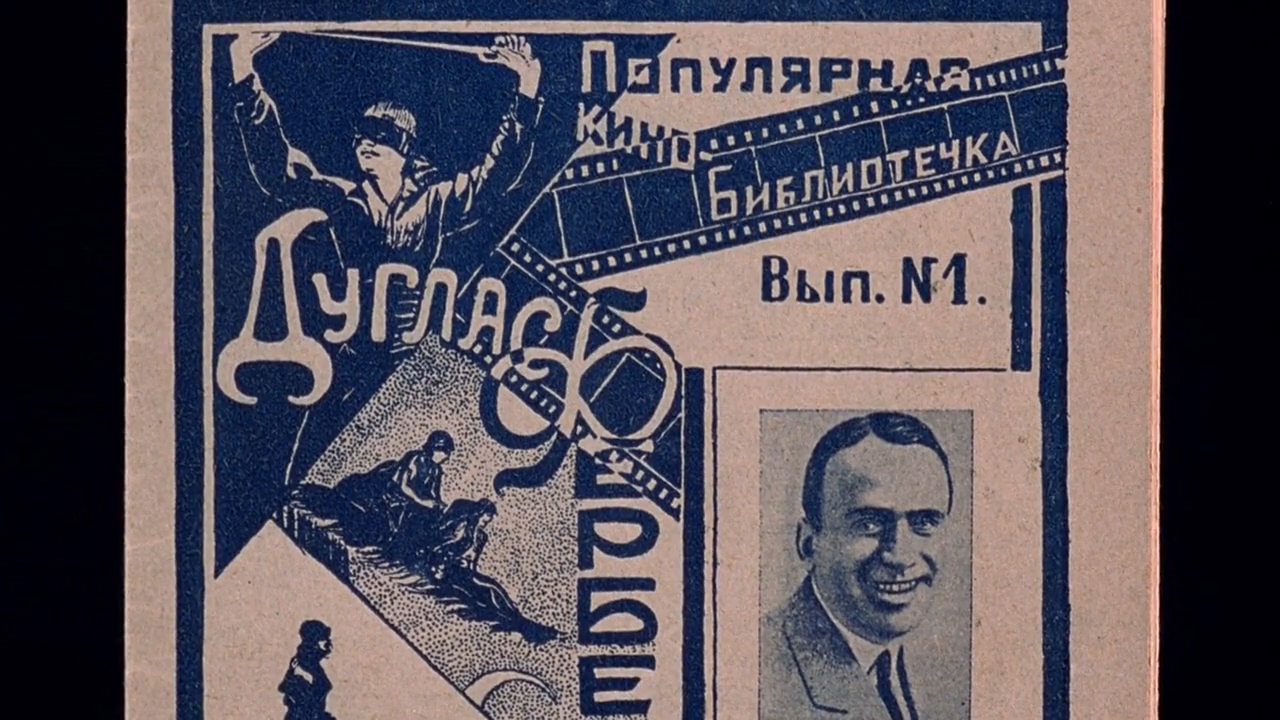 Популярная
Кино-
Библиотечка
Вып. №1.
Дуглас
Фербе